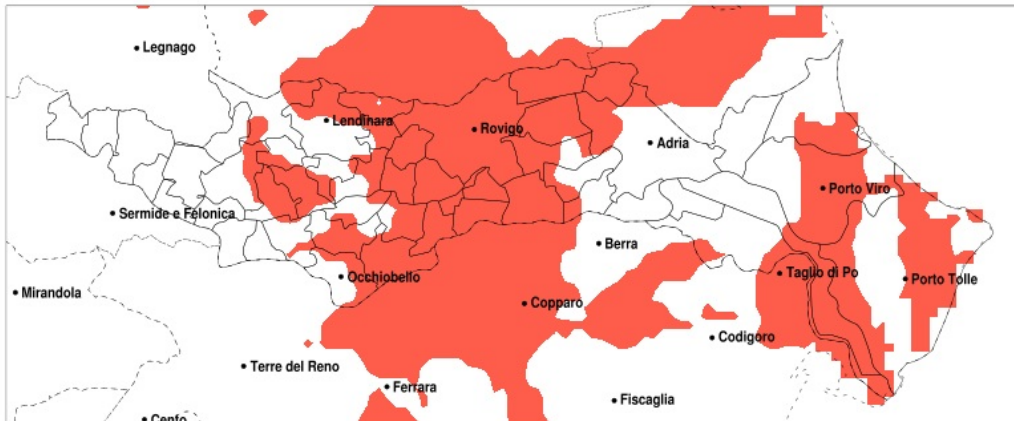 Legnago
Lendinara
Rovigo
Adria
Porto Viro
Sermide e Felonica
Berra
Taglio di Po
Porto Tolle
Occhiobello
Mirandola
Copparo
Codigoro
Terre del Reno
Ferrara
Fiscaglia
Cento